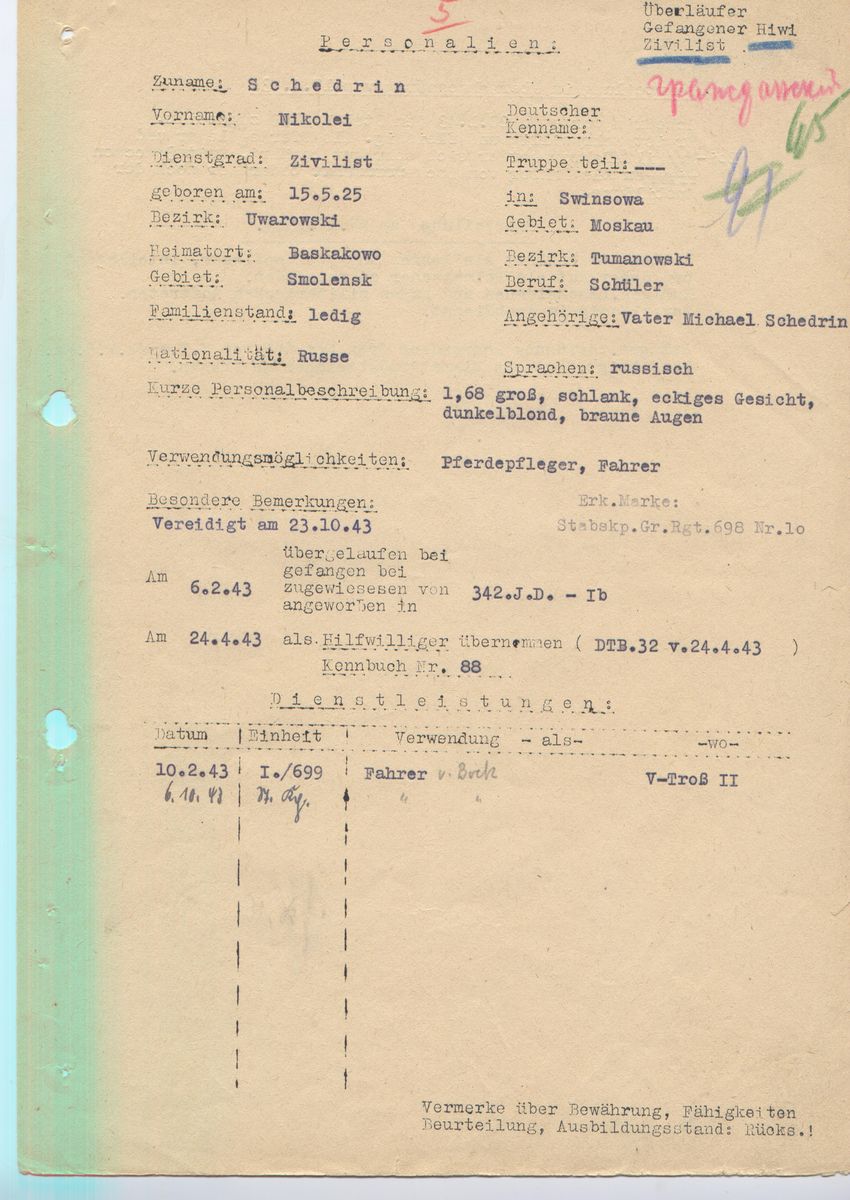 5
Überläufer
Gefangener Hiwi
Zivilist
Personalien:
гражданский
Zuname: Schedrin
Vorname: Nikolei
Deutscher Kenname:
45
Dienstgrad: Zivilist Truppe teil: ---
geboren am: 15.5.25 in: Swinsowa
Bezirk: Uwarowski Gebiet: Moskau
Heimatort: Baskakowo Bezirk: Tumanowski
Gebiet: Smolensk Beruf: Schüler
Familienstand: ledig Angehörige: Vater Michael Schedrin
Nationalität: Russe Sprachen: russisch
Kurze Personalbeschreibung: 1,68 groß, schlank, eckiges Gesicht,
dunkelblond, braune Augen
Verwendungsmöglichkeiten: Pferdepfleger, Fahrer
Besondere Bemerkungen: Erk.Marke:
Vereidigt am 23.10.43 Stabskp.Gr.Rgt.698 Nr.10
übergelaufen bei
gefangen bei
Am 6.2.43 zugewiesesen von 342.J.D. - Ib
angeworben in
Am 24.4.43 als. Hilfwilliger übernommen ( DTB.32 v.24.4.43 )
Kennbuch Nr. 88
Dienstleistungen:
Datum Einheit Verwendung - als- -wo-
10.2.43 I./699 Fahrer v. Bock V-Troß II
6.10.43 " "
Vermerke über Bewährung, Fähigkeiten
Beurteilung, Ausbildungsstand: Rücks.!